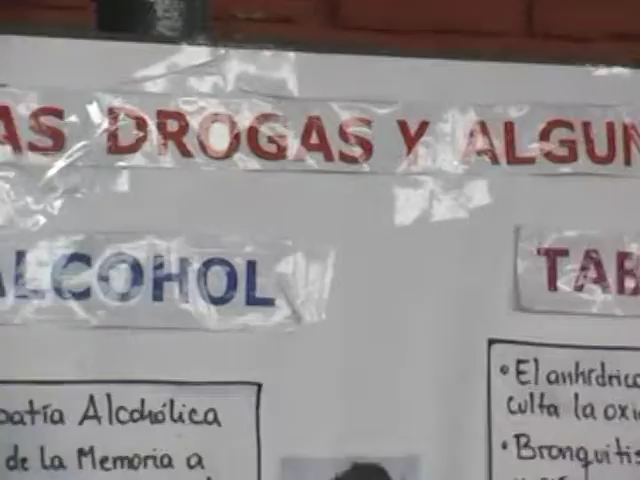 AS DROGAS Y ALGUN
ALCOHOL
TAB
patía Alcohólica
de la Memoria a
• El anhídrico
culta la oxi
• Bronquitis